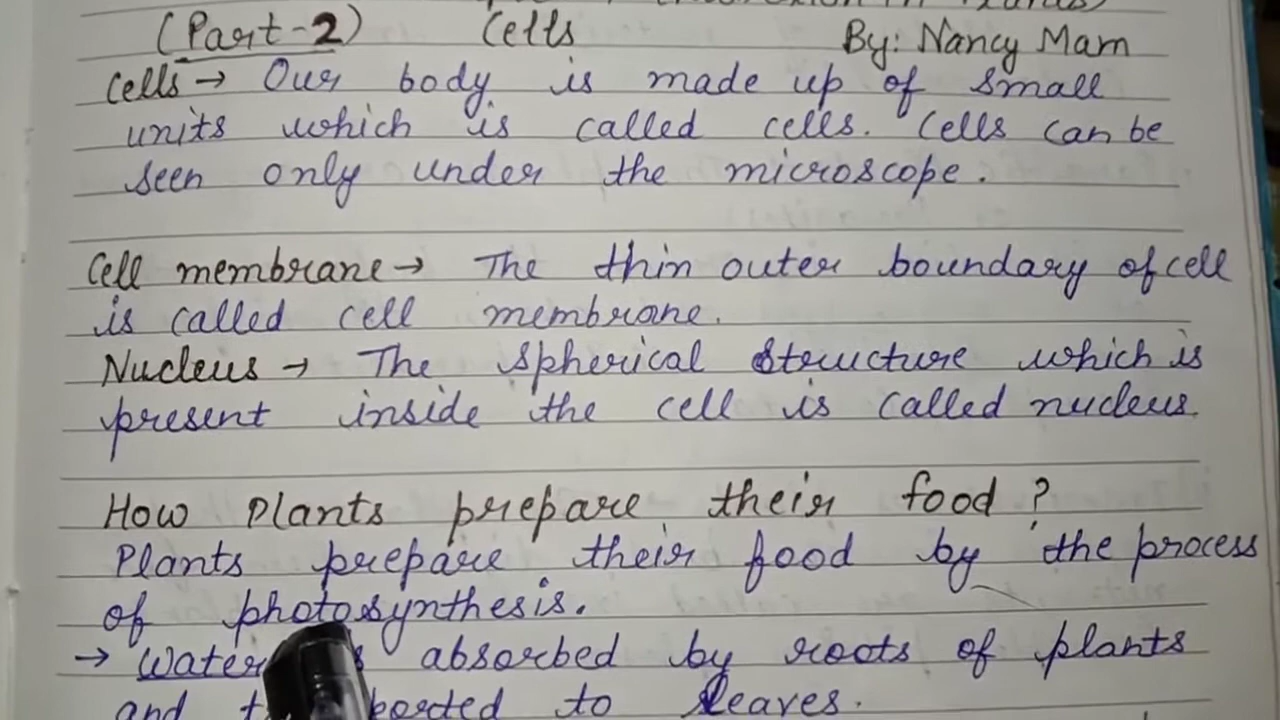 (Part-2) Cells By: Nancy Mam
Cells → Our body is made up of small
units which is called cells. Cells can be
seen only under the microscope.
Cell membrane → The thin outer boundary of cell
is called cell membrane.
Nucleus → The spherical structure which is
present inside the cell is called nucleus.
How Plants prepare their food?
Plants prepare their food by the process
of photosynthesis.
→ Water absorbed by roots of plants
and to leaves.